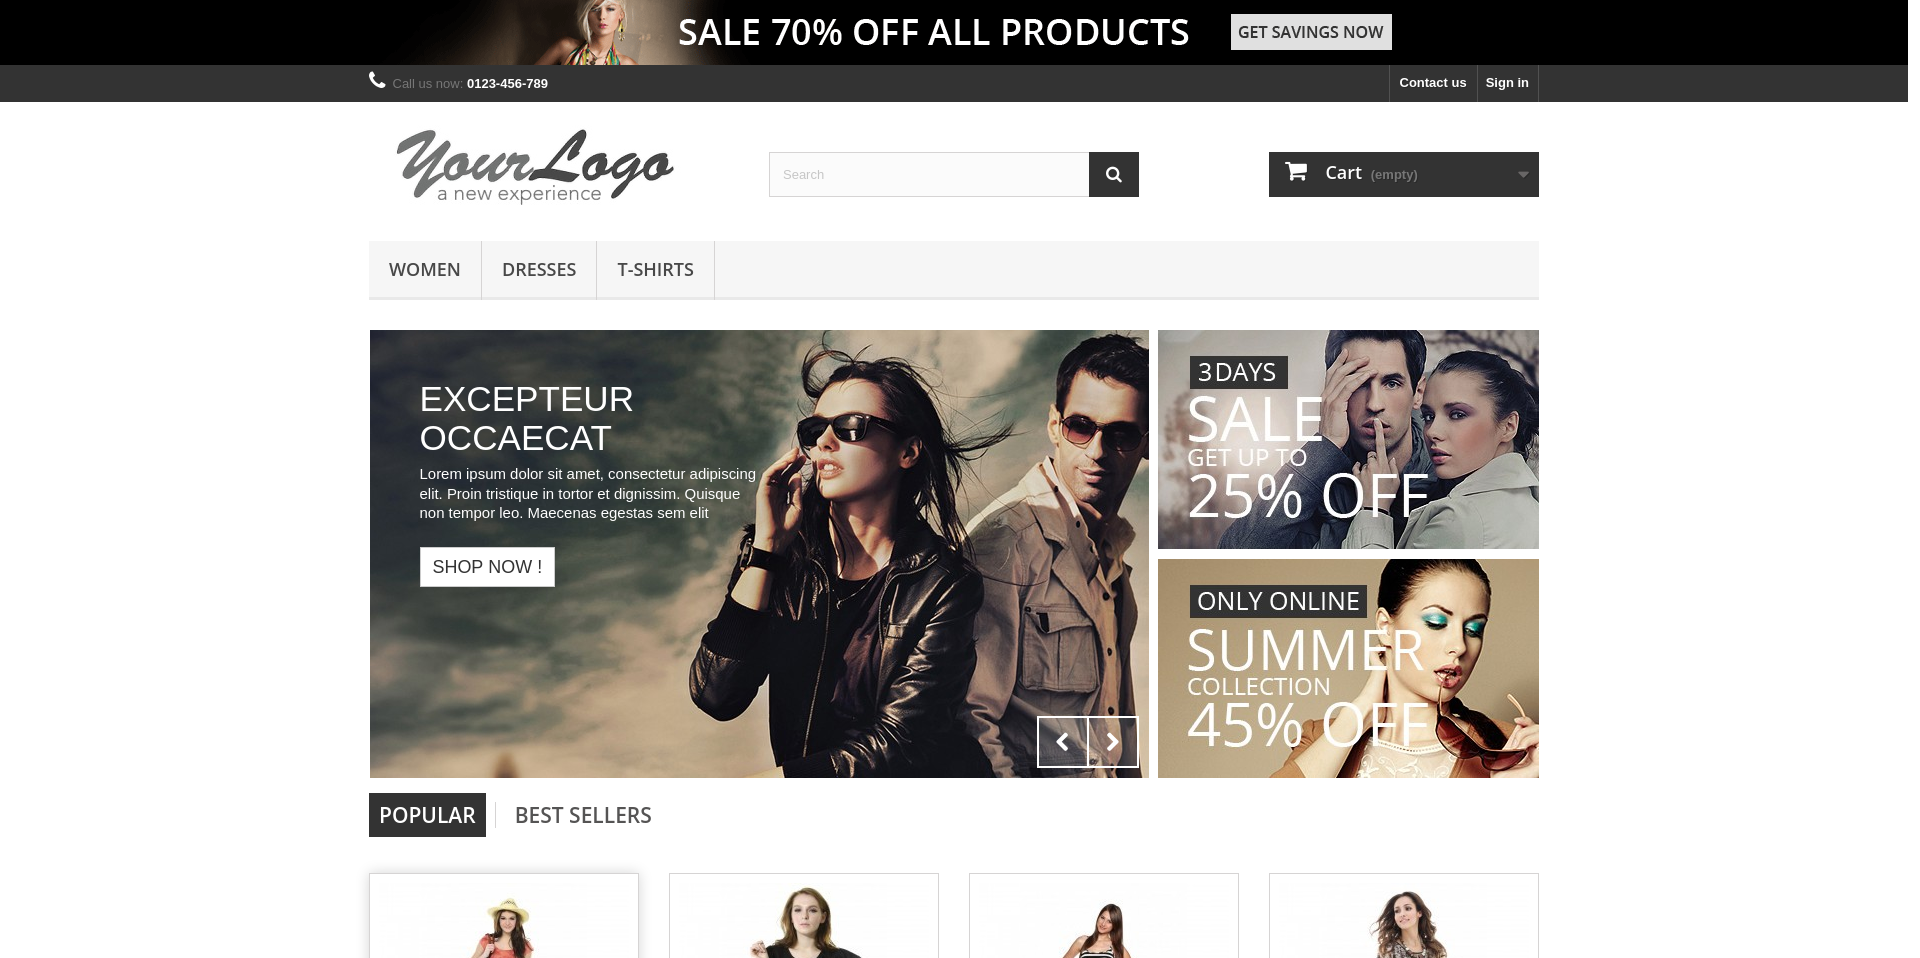 SALE 70% OFF ALL PRODUCTS
GET SAVINGS NOW
Call us now: 0123-456-789
Contact us
Sign in
YourLogo
a new experience
Search
Cart (empty)
WOMEN
DRESSES
T-SHIRTS
EXCEPTEUR
OCCAECAT
Lorem ipsum dolor sit amet, consectetur adipiscing
elit. Proin tristique in tortor et dignissim. Quisque
non tempor leo. Maecenas egestas sem elit
SHOP NOW !
3 DAYS
SALE
GET UP TO
25% OFF
ONLY ONLINE
SUMMER
COLLECTION
45% OFF
POPULAR
BEST SELLERS